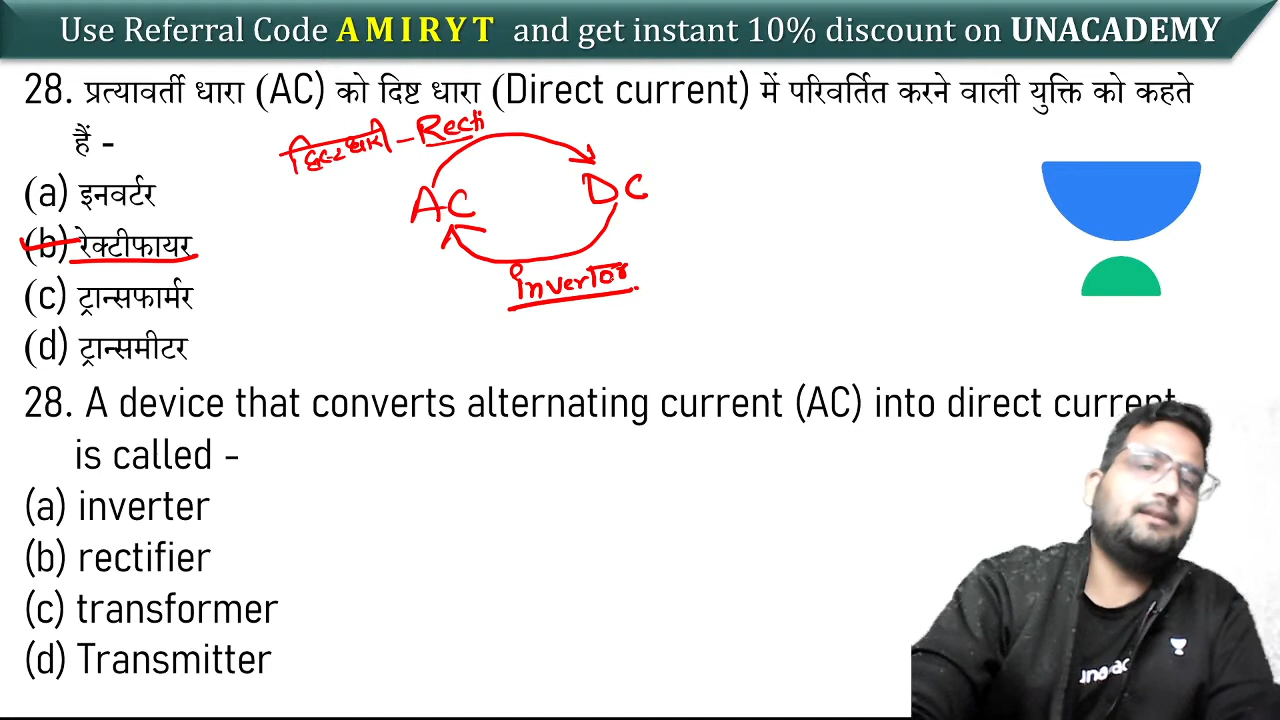 Use Referral Code AMIRYT and get instant 10% discount on UNACADEMY
28. प्रत्यावर्ती धारा (AC) को दिष्ट धारा (Direct current) में परिवर्तित करने वाली युक्ति को कहते
हैं -
- Recti
AC
DC
Invertor
(a) इनवर्टर
(b) रेक्टीफायर
(c) ट्रान्सफार्मर
(d) ट्रान्समीटर
28. A device that converts alternating current (AC) into direct current
is called -
(a) inverter
(b) rectifier
(c) transformer
(d) Transmitter